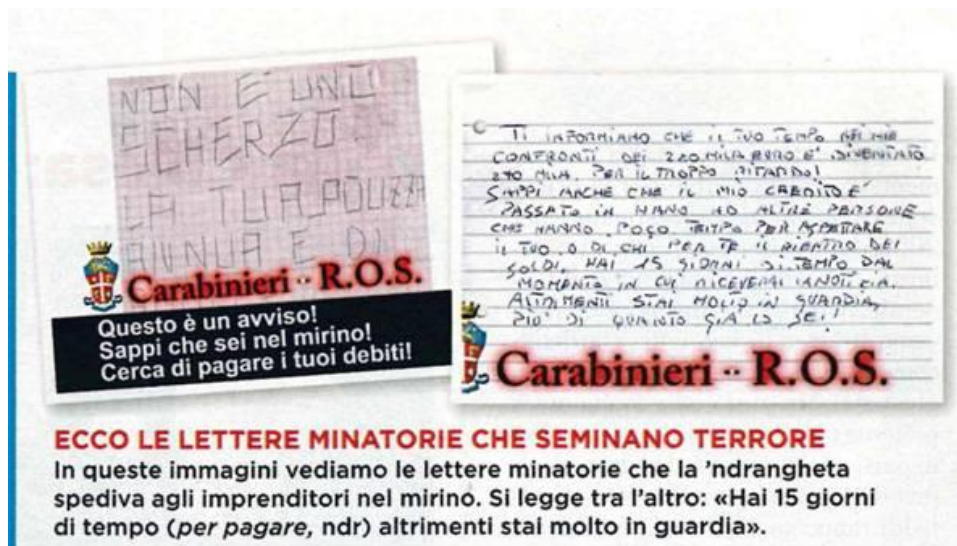 NON È UNO
SCHERZO
LA TUA POLIZZA
ANNUA E DI
Carabinieri ·· R.O.S.
Questo è un avviso!
Sappi che sei nel mirino!
Cerca di pagare i tuoi debiti!
TI INFORMIAMO CHE IL TUO TEMPO NEI MIEI
CONFRONTI DEI 220 MILA EURO E' DIVENTATO
240 MILA. PER IL TROPPO RITARDO!
SAPPI ANCHE CHE IL MIO CREDITO E'
PASSATO IN MANO AD ALTRE PERSONE
CHE HANNO POCO TEMPO PER ASPETTARE
IL TUO O DI CHI PER TE IL RIENTRO DEI
SOLDI. HAI 15 GIORNI DI TEMPO DAL
MOMENTO IN CUI RICEVERAI LA NOTIZIA.
ALTRIMENTI STAI MOLTO IN GUARDIA,
PIU' DI QUANTO GIÀ LO SEI!
Carabinieri ·· R.O.S.
ECCO LE LETTERE MINATORIE CHE SEMINANO TERRORE
In queste immagini vediamo le lettere minatorie che la 'ndrangheta
spediva agli imprenditori nel mirino. Si legge tra l'altro: «Hai 15 giorni
di tempo (per pagare, ndr) altrimenti stai molto in guardia».